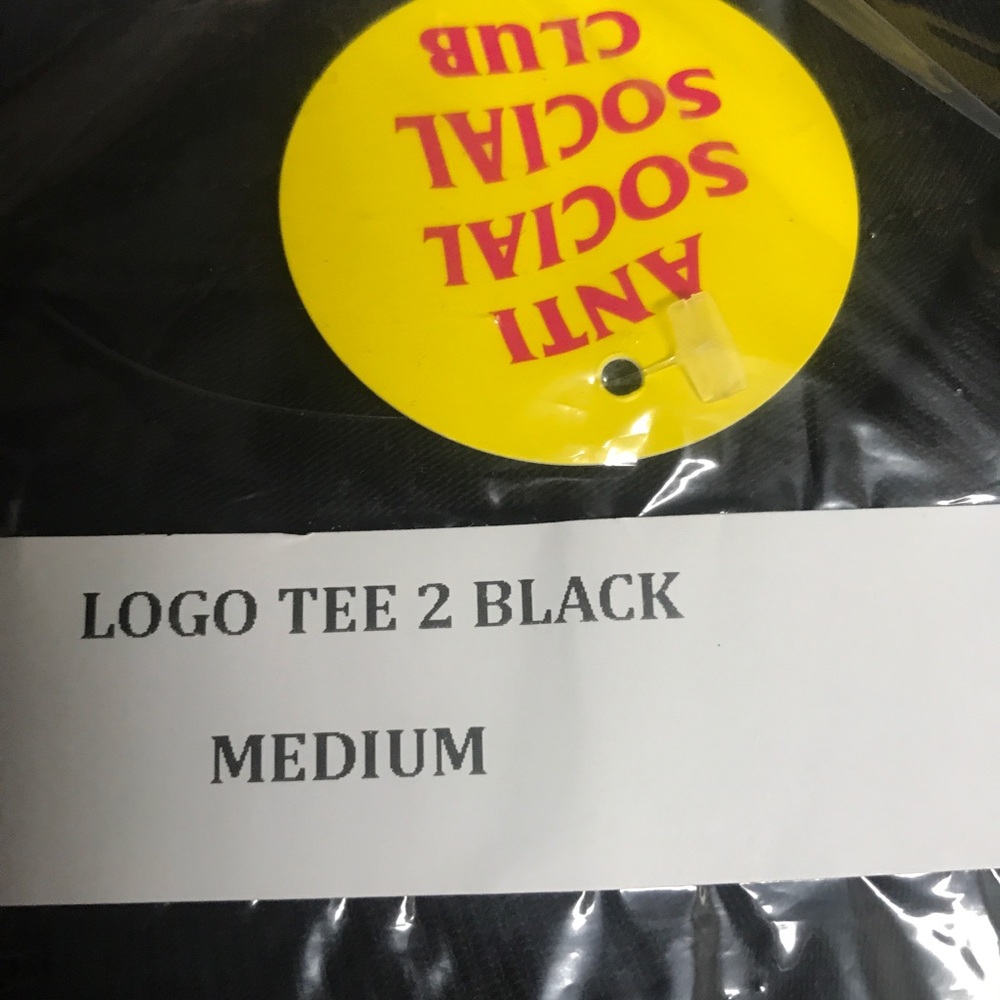 ANTI
SOCIAL
SOCIAL
CLUB
LOGO TEE 2 BLACK
MEDIUM